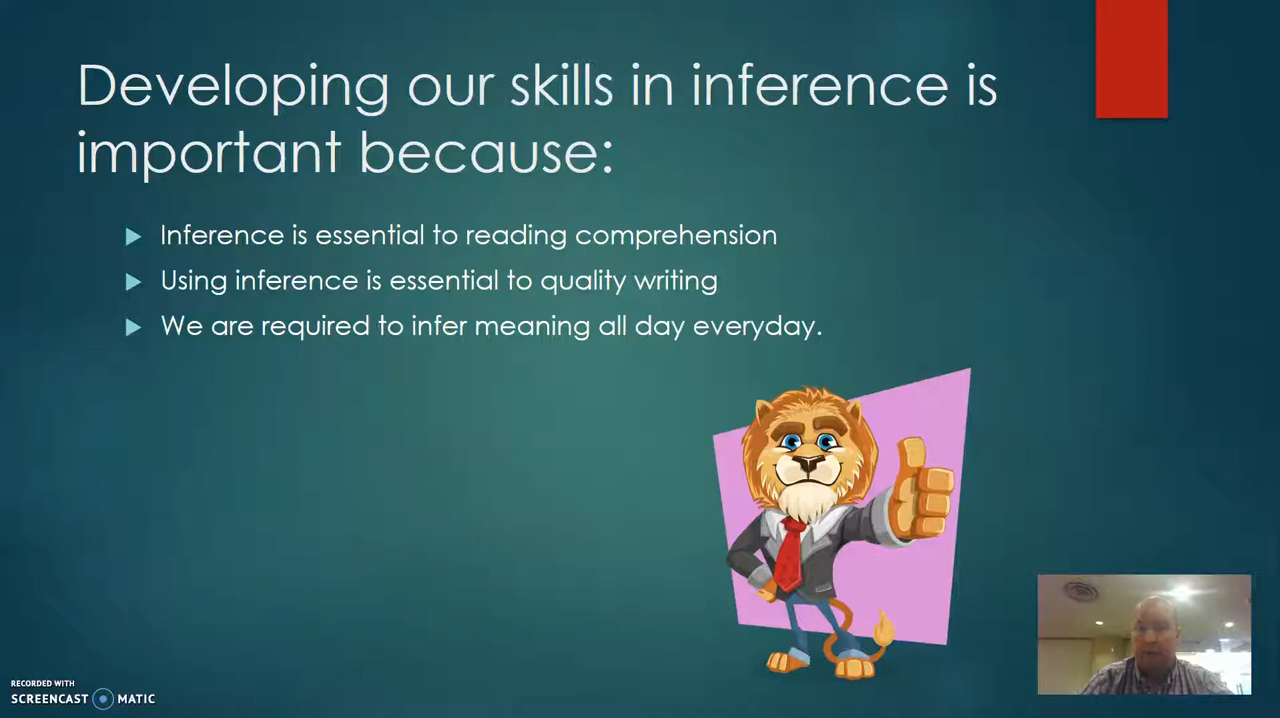 Developing our skills in inference is
important because:
Inference is essential to reading comprehension
Using inference is essential to quality writing
We are required to infer meaning all day everyday.
RECORDED WITH
SCREENCAST MATIC